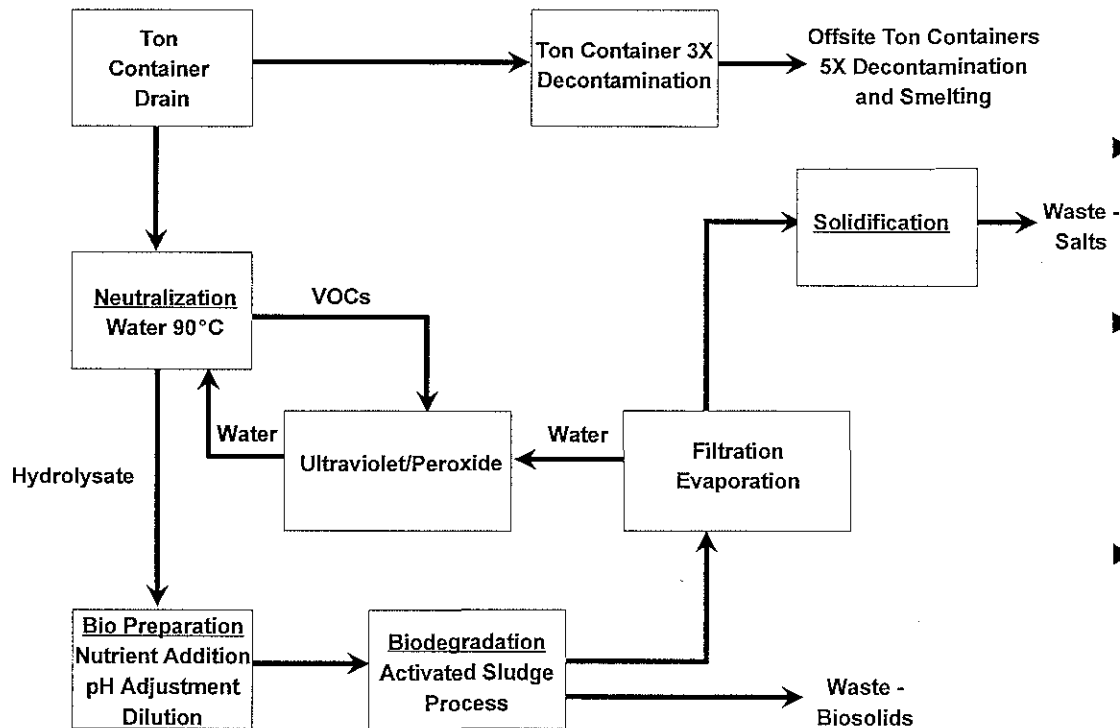 Ton
Container
Drain
Ton Container 3X
Decontamination
Offsite Ton Containers
5X Decontamination
and Smelting
Solidification
Waste -
Salts
Neutralization
Water 90°C
VOCs
Water
Ultraviolet/Peroxide
Water
Filtration
Evaporation
Hydrolysate
Bio Preparation
Nutrient Addition
pH Adjustment
Dilution
Biodegradation
Activated Sludge
Process
Waste -
Biosolids